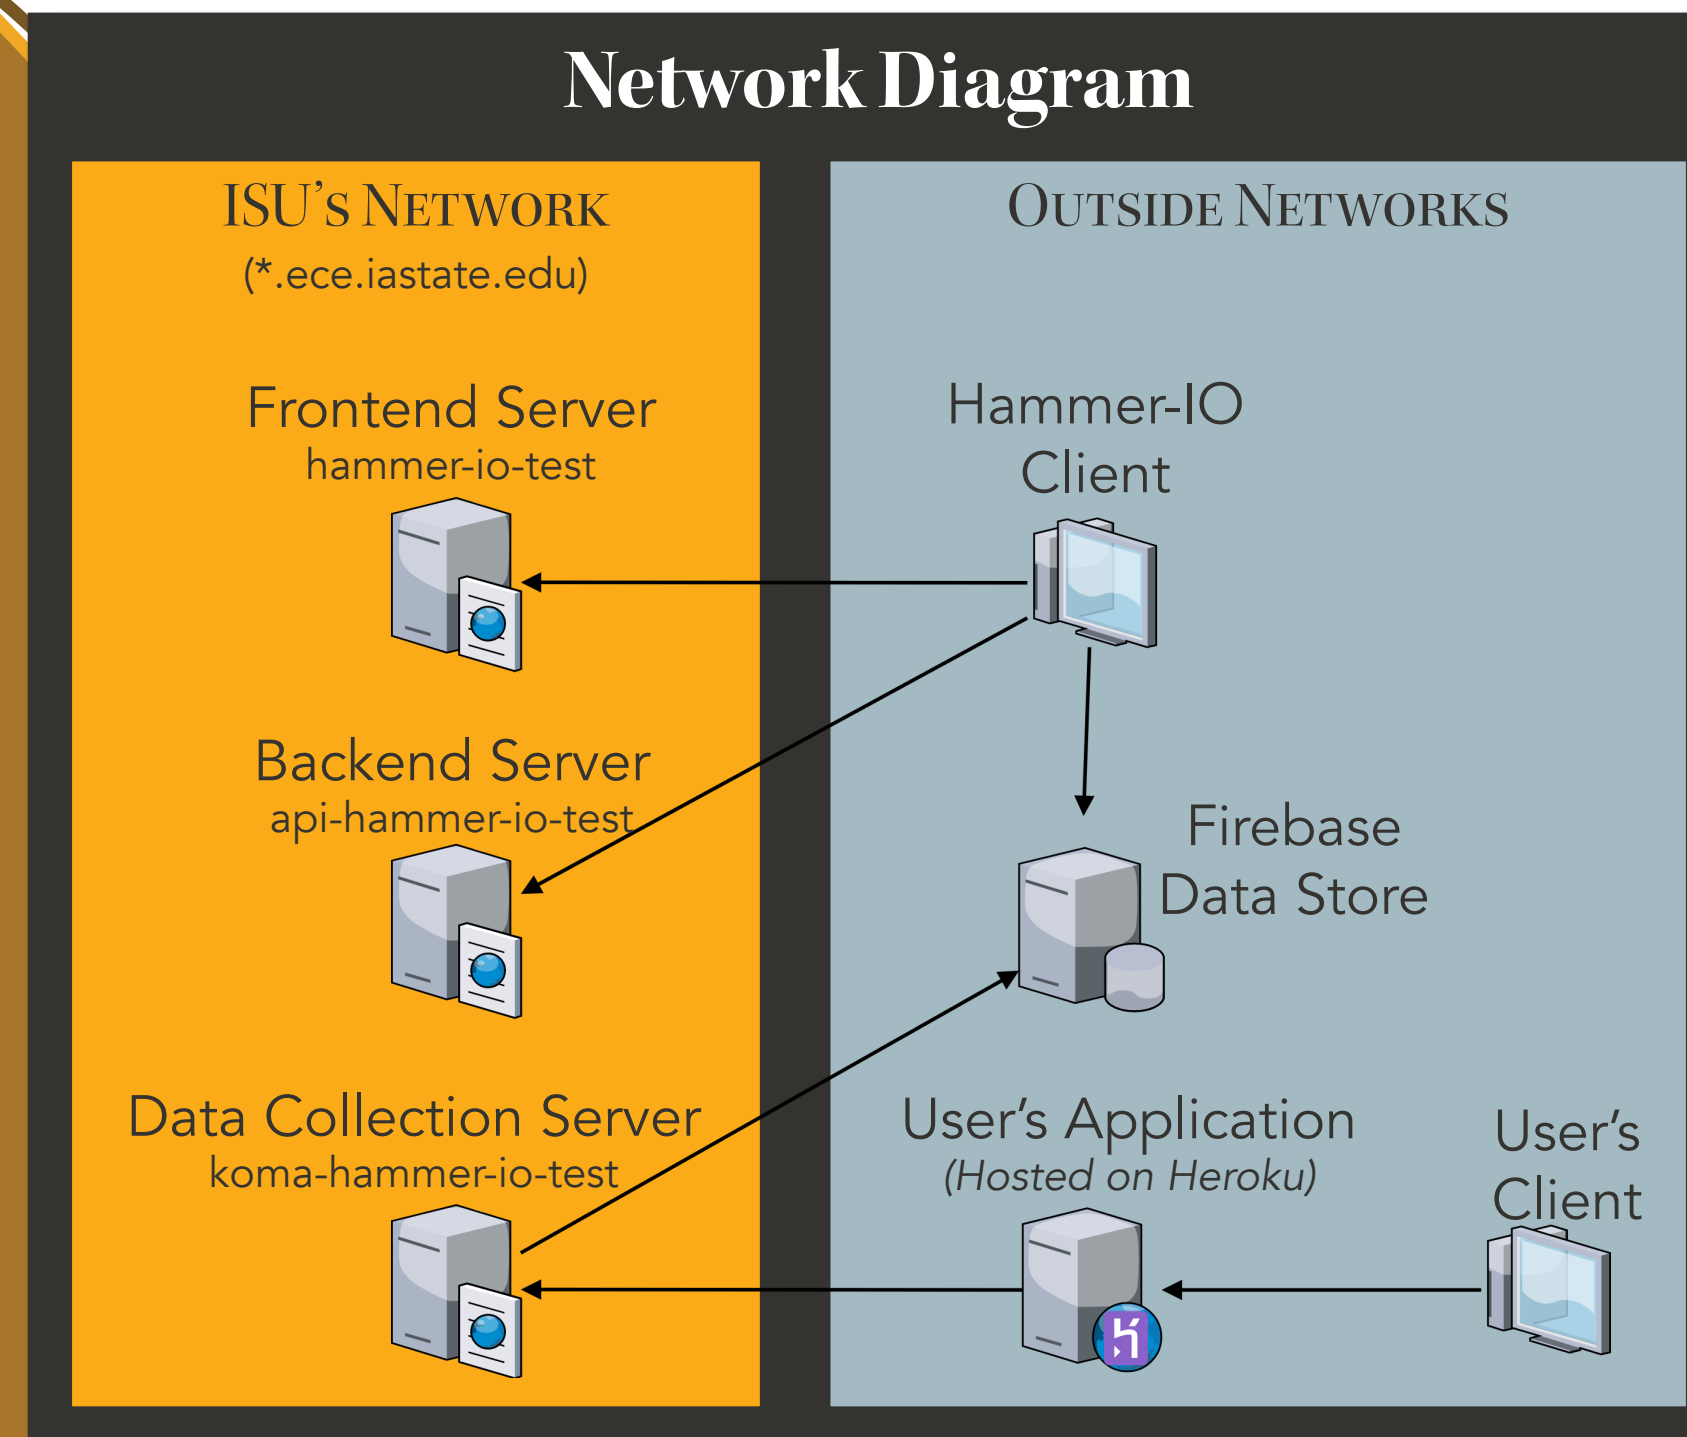 Network Diagram
ISU's Network
(*.ece.iastate.edu)
Frontend Server
hammer-io-test
Backend Server
api-hammer-io-test
Data Collection Server
koma-hammer-io-test
Outside Networks
Hammer-IO
Client
Firebase
Data Store
User's Application
(Hosted on Heroku)
User's
Client